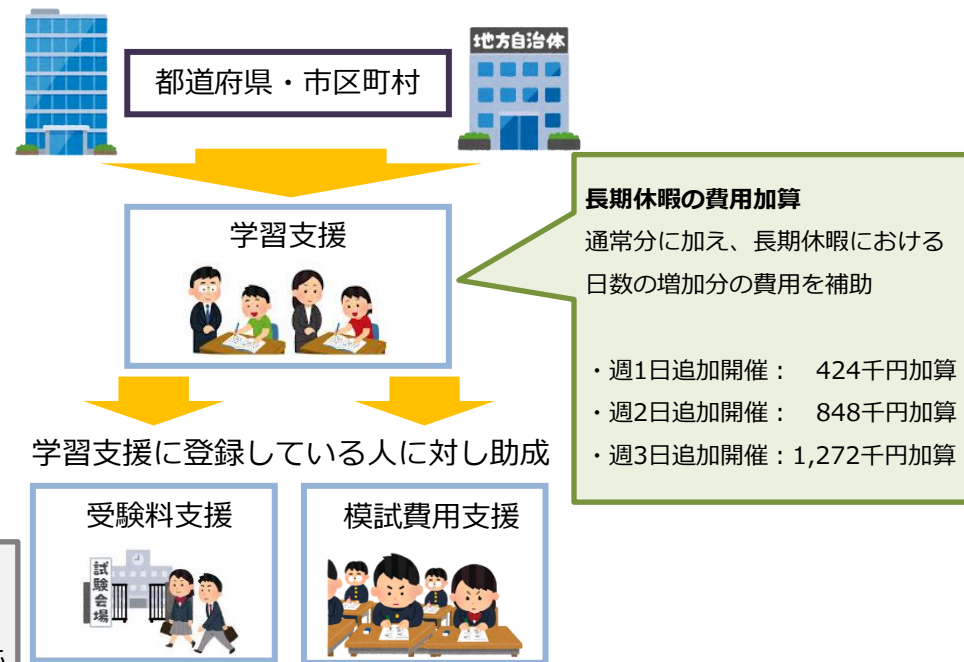 地方自治体
都道府県・市区町村
学習支援
長期休暇の費用加算
通常分に加え、長期休暇における
日数の増加分の費用を補助
・週1日追加開催： 424千円加算
・週2日追加開催： 848千円加算
・週3日追加開催：1,272千円加算
学習支援に登録している人に対し助成
受験料支援
模試費用支援
試験会場